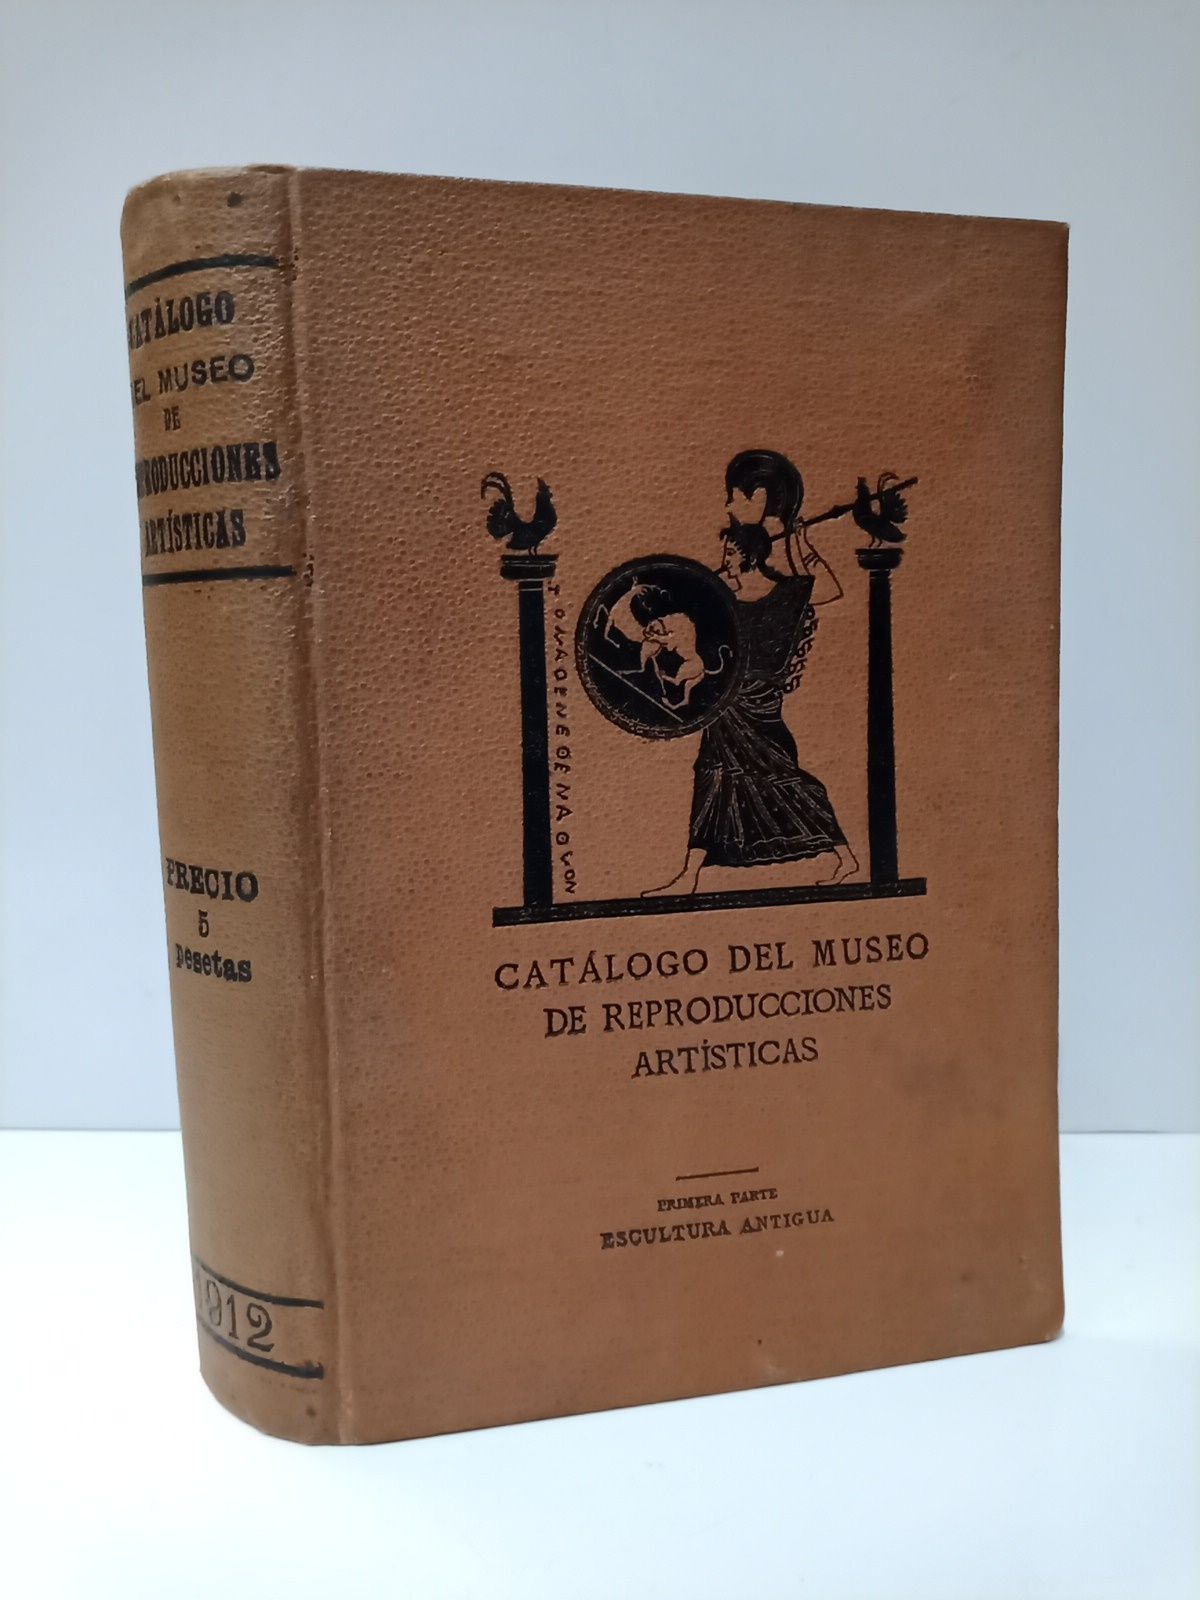 CATÁLOGO
DEL MUSEO
DE
REPRODUCCIONES
ARTÍSTICAS
PRECIO
5
pesetas
1912
TONAΘENEΘENAΘLON
CATÁLOGO DEL MUSEO
DE REPRODUCCIONES
ARTÍSTICAS
PRIMERA PARTE
ESCULTURA ANTIGUA